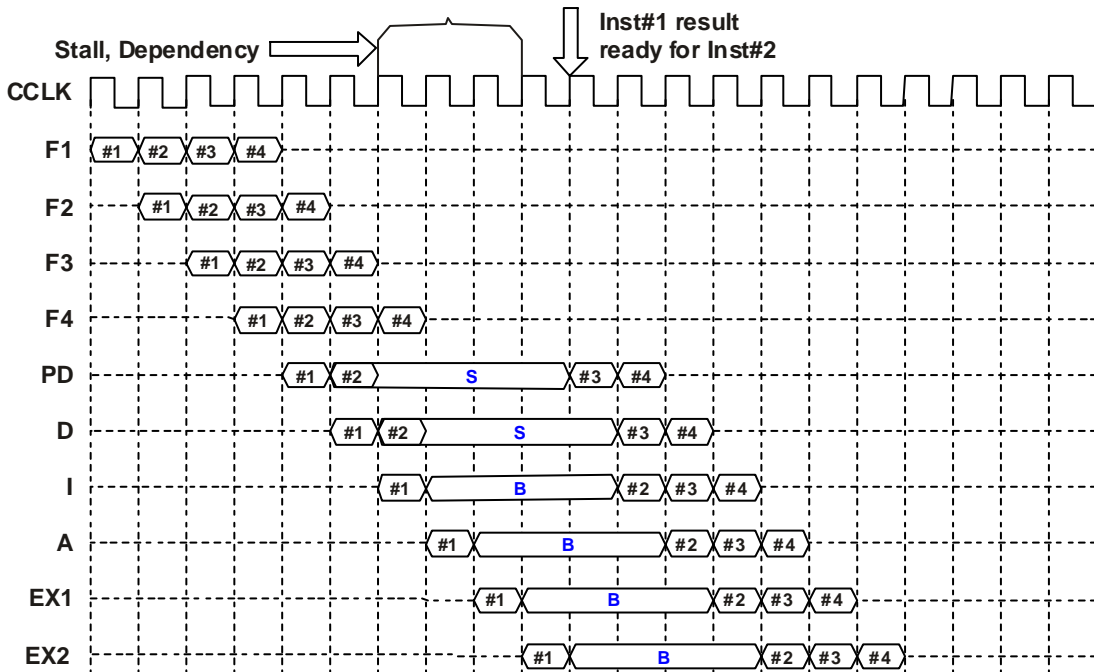 Stall, Dependency
Inst#1 result
ready for Inst#2
CCLK
F1 #1 #2 #3 #4
F2 #1 #2 #3 #4
F3 #1 #2 #3 #4
F4 #1 #2 #3 #4
PD #1 #2 S #3 #4
D #1 #2 S #3 #4
I #1 B #2 #3 #4
A #1 B #2 #3 #4
EX1 #1 B #2 #3 #4
EX2 #1 B #2 #3 #4